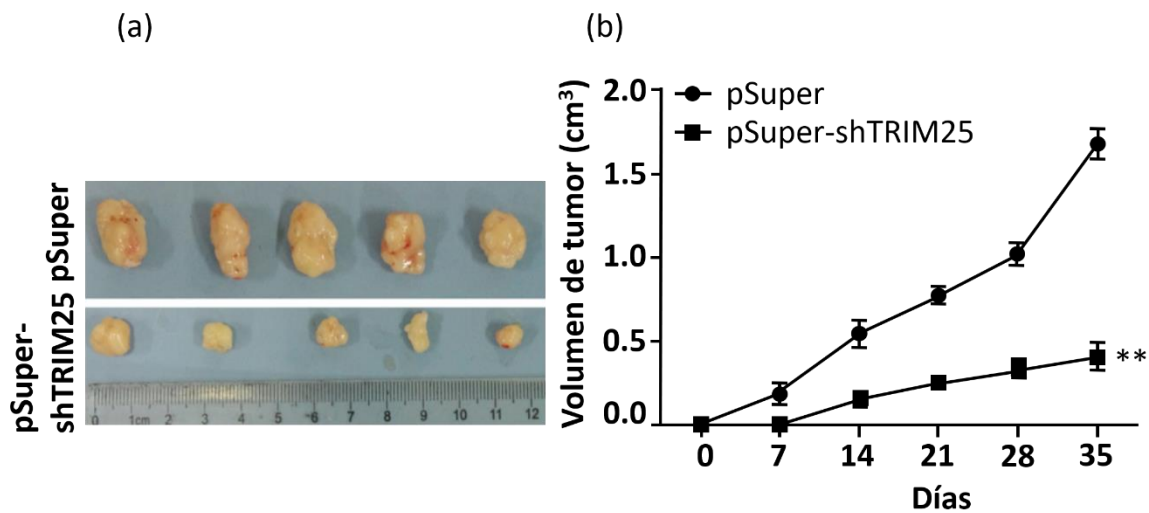 (a)
pSuper
pSuper-
shTRIM25
0 1cm 2 3 4 5 6 7 8 9 10 11 12
(b)
Volumen de tumor (cm³)
2.0
1.5
1.0
0.5
0.0
pSuper
pSuper-shTRIM25
**
0 7 14 21 28 35
Días